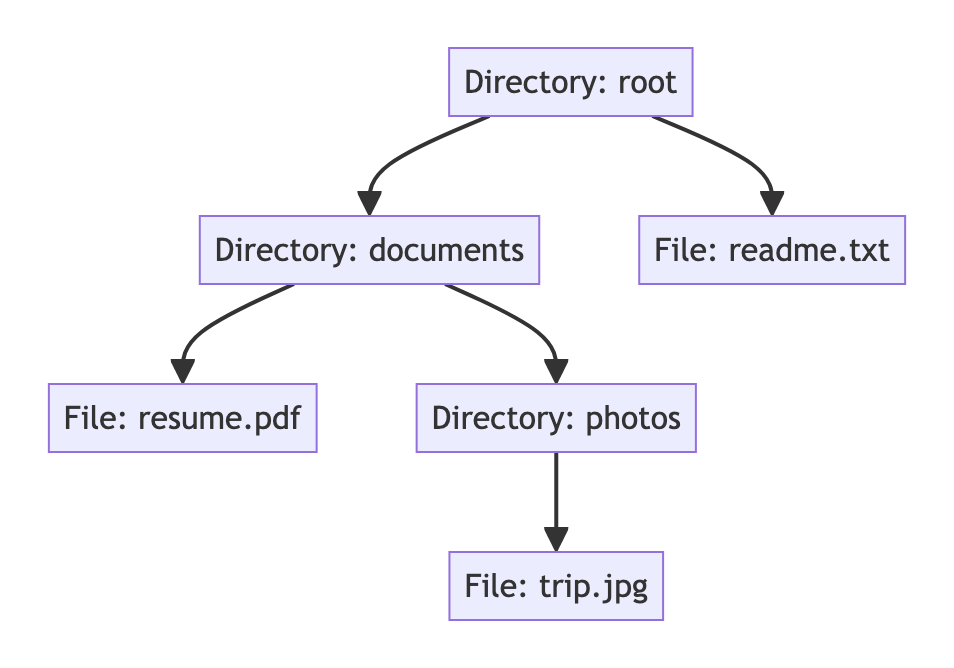 Directory: root
Directory: documents
File: readme.txt
File: resume.pdf
Directory: photos
File: trip.jpg